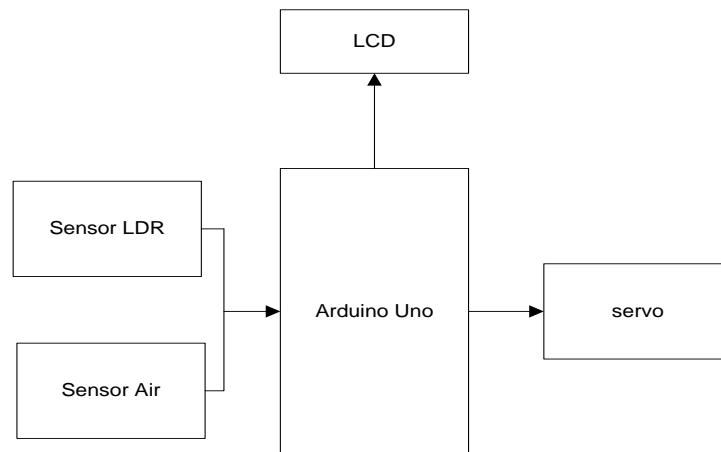 LCD
Sensor LDR
Arduino Uno
servo
Sensor Air